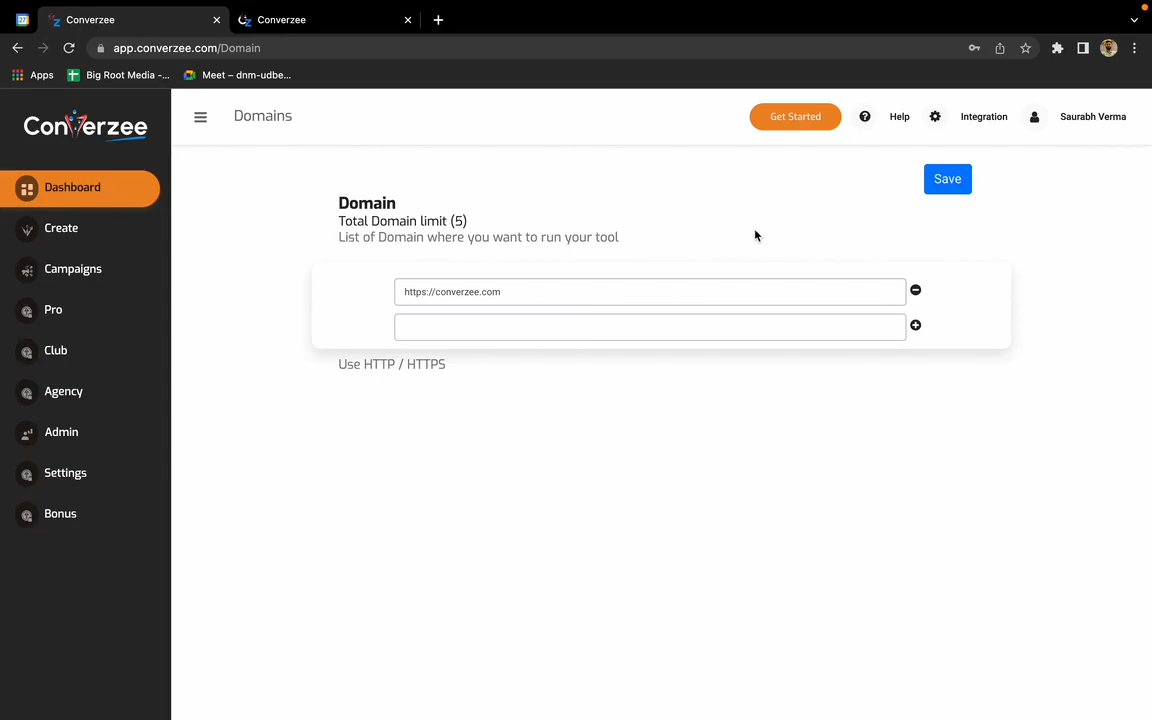 27
Converzee
Converzee
app.converzee.com/Domain
Apps
Big Root Media -...
Meet – dnm-udbe...
Converzee
Domains
Get Started
Help
Integration
Saurabh Verma
Dashboard
Create
Campaigns
Pro
Club
Agency
Admin
Settings
Bonus
Save
Domain
Total Domain limit (5)
List of Domain where you want to run your tool
https://converzee.com
Use HTTP / HTTPS